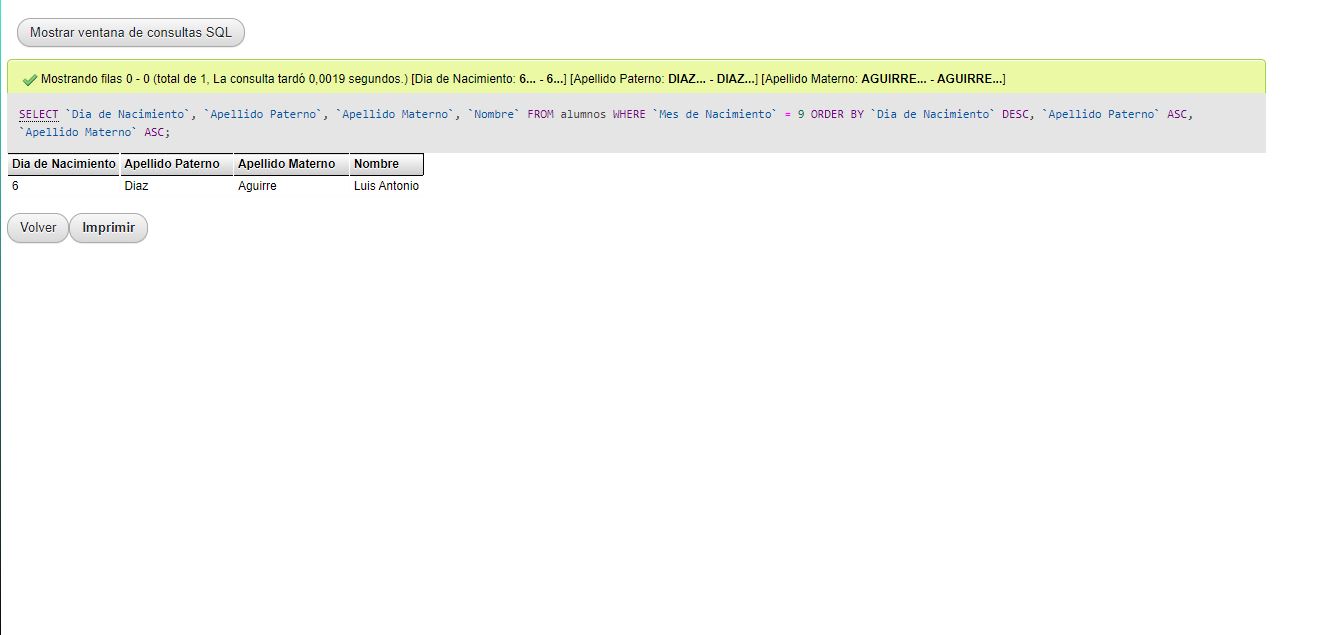 Mostrar ventana de consultas SQL
Mostrando filas 0 - 0 (total de 1, La consulta tardó 0,0019 segundos.) [Dia de Nacimiento: 6... - 6...] [Apellido Paterno: DIAZ... - DIAZ...] [Apellido Materno: AGUIRRE... - AGUIRRE...]
SELECT `Dia de Nacimiento`, `Apellido Paterno`, `Apellido Materno`, `Nombre` FROM alumnos WHERE `Mes de Nacimiento` = 9 ORDER BY `Dia de Nacimiento` DESC, `Apellido Paterno` ASC,
`Apellido Materno` ASC;
Dia de Nacimiento Apellido Paterno Apellido Materno Nombre
6 Diaz Aguirre Luis Antonio
Volver Imprimir